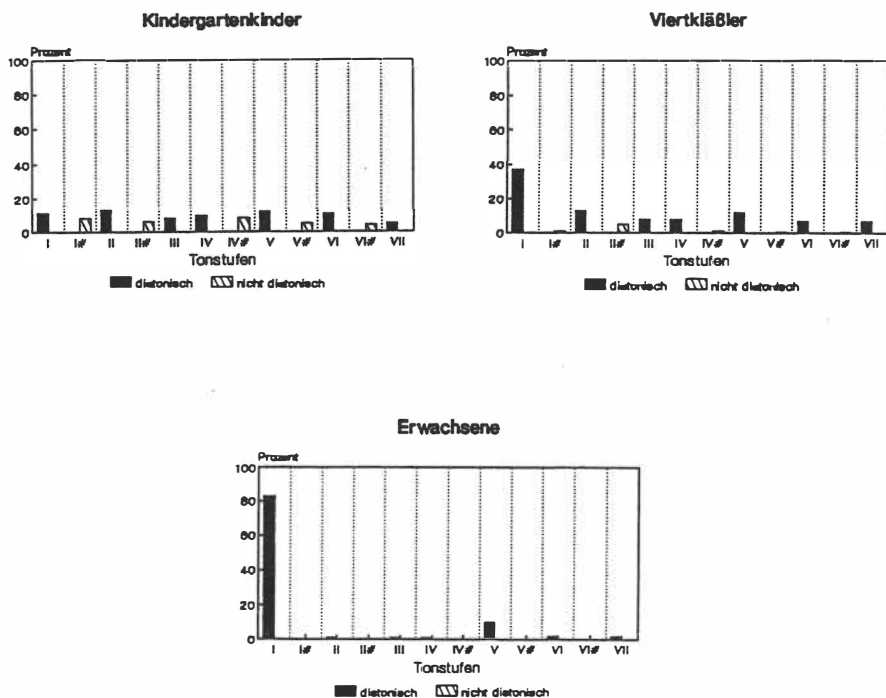 Kindergartenkinder
Prozent
100
80
60
40
20
0
I I# II II# III IV IV# V V# VI VI# VII
Tonstufen
diatonisch nicht diatonisch
Viertkläßler
Prozent
100
80
60
40
20
0
I I# II II# III IV IV# V V# VI VI# VII
Tonstufen
diatonisch nicht diatonisch
Erwachsene
Prozent
100
80
60
40
20
0
I I# II II# III IV IV# V V# VI VI# VII
Tonstufen
diatonisch nicht diatonisch